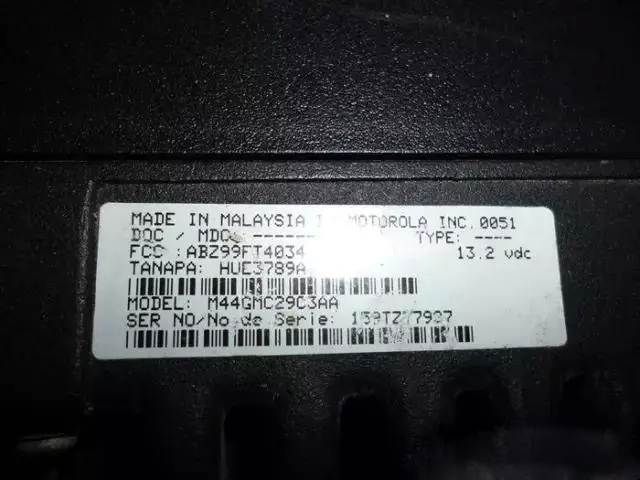 MADE IN MALAYSIA MOTOROLA INC. 0051
DOC / MDC: -------- TYPE: ----
FCC : ABZ99FT4034 13.2 vdc
TANAPA: HUE3789A
MODEL: M44GMC29C3AA
SER NO/No de Serie: